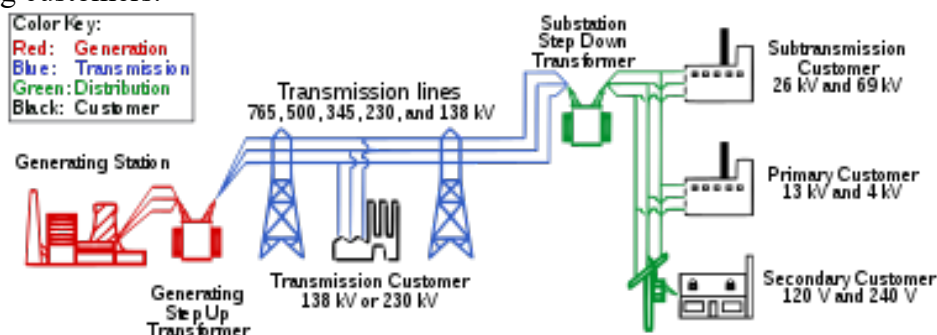 g customers.
Color Key:
Red: Generation
Blue: Transmission
Green: Distribution
Black: Customer
Substation
Step Down
Transformer
Subtransmission
Customer
26 kV and 69 kV
Transmission lines
765, 500, 345, 230, and 138 kV
Generating Station
Primary Customer
13 kV and 4 kV
Transmission Customer
138 kV or 230 kV
Secondary Customer
120 V and 240 V
Generating
Step Up
Transformer